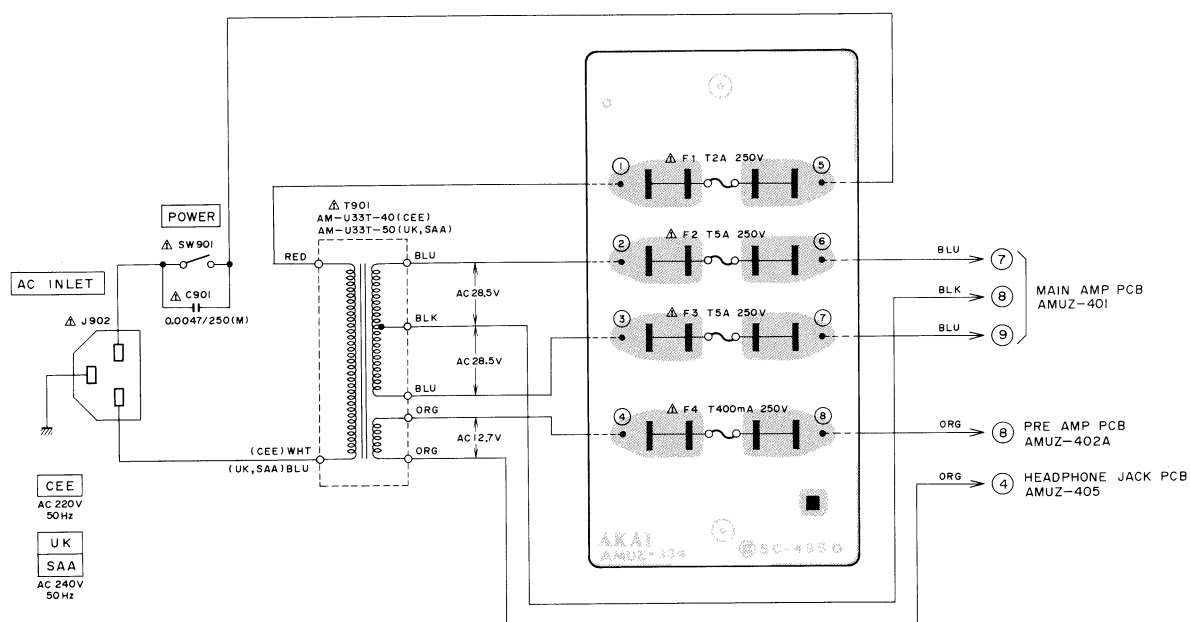 POWER
⚠ SW901
AC INLET
⚠ C901
0.0047/250(M)
⚠ J902
⚠ T901
AM-U33T-40(CEE)
AM-U33T-50(UK,SAA)
RED
BLU
AC 28.5V
BLK
AC 28.5V
BLU
ORG
AC 12.7V
ORG
(CEE)WHT
(UK,SAA)BLU
CEE
AC 220V
50Hz
UK
SAA
AC 240V
50Hz
① ⚠ F1 T2A 250V ⑤
② ⚠ F2 T5A 250V ⑥
③ ⚠ F3 T5A 250V ⑦
④ ⚠ F4 T400mA 250V ⑧
AKAI
SC-495D
BLU ⑦
BLK ⑧
BLU ⑨
MAIN AMP PCB
AMUZ-401
ORG ⑧ PRE AMP PCB
AMUZ-402A
ORG ④ HEADPHONE JACK PCB
AMUZ-405